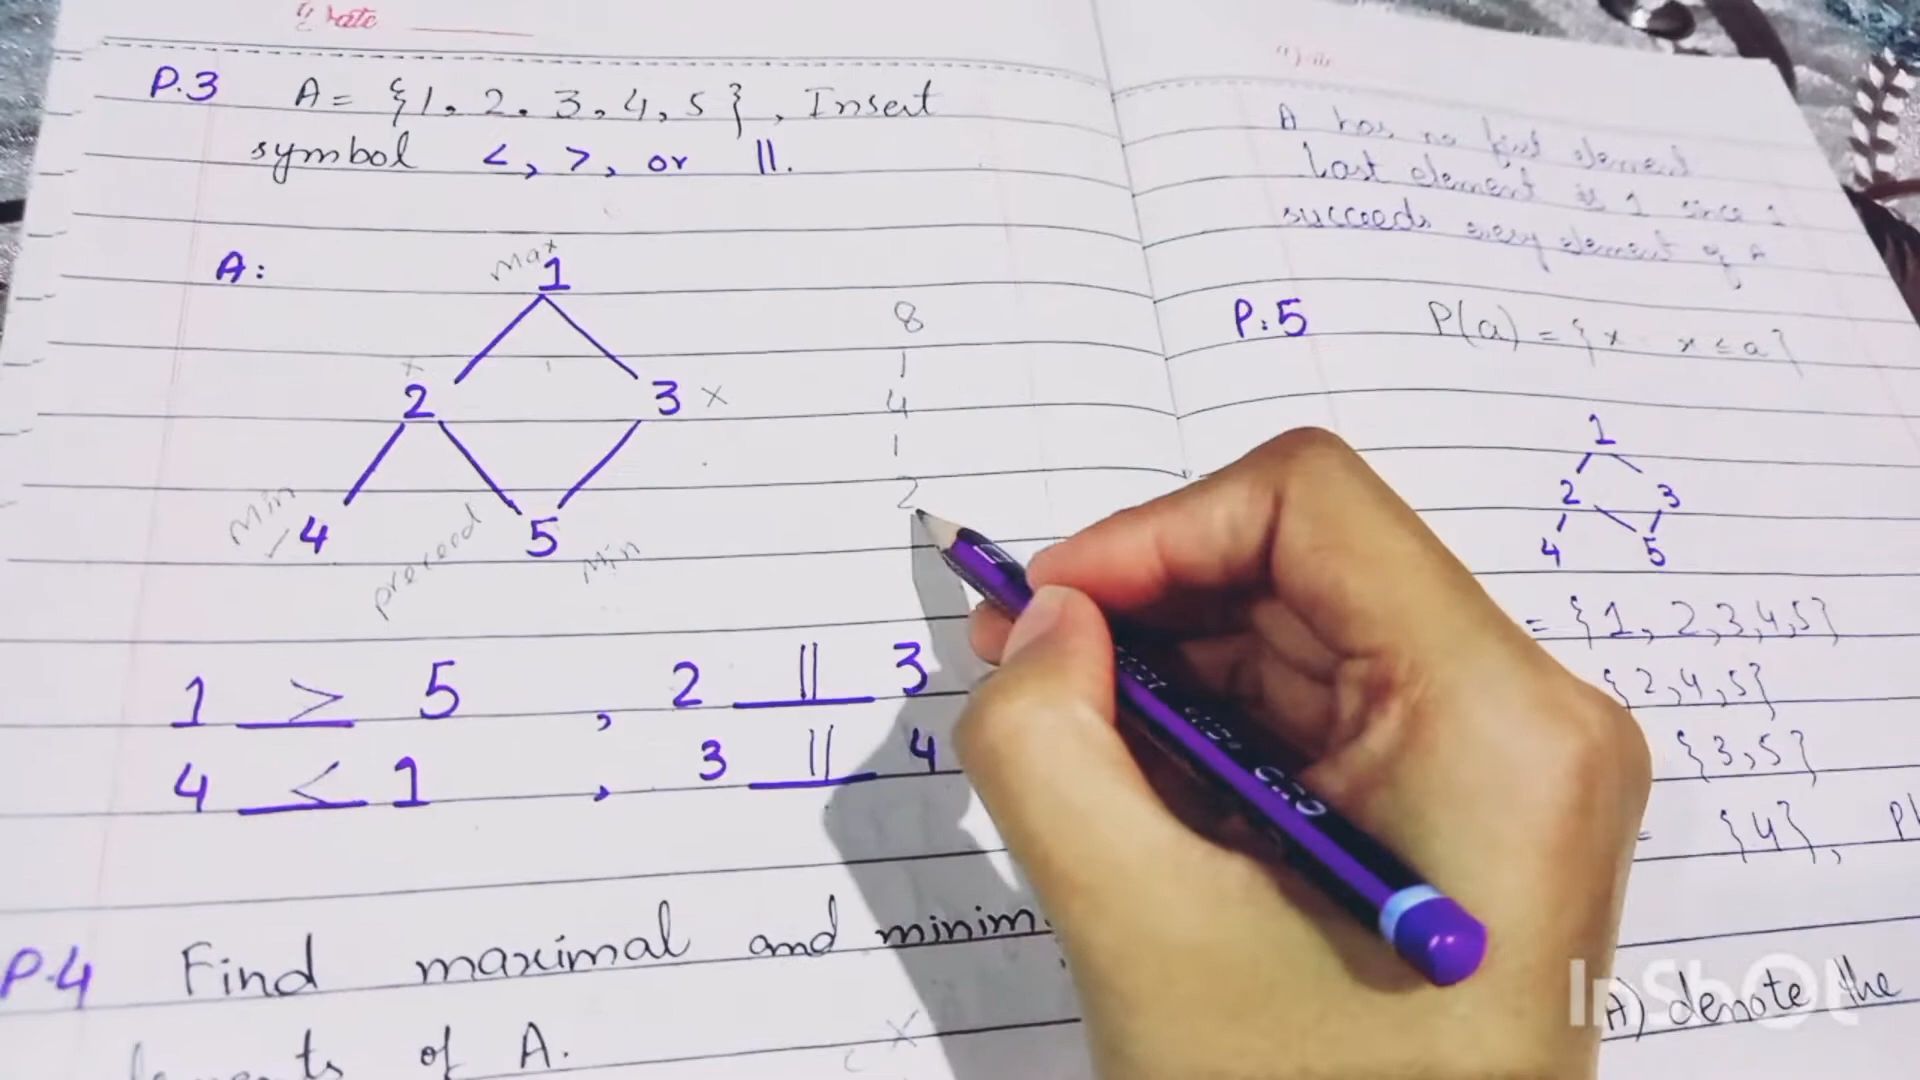 Date
P.3 A = {1, 2, 3, 4, 5}, Insert
symbol <, >, or ||.
A:
Max
1
2 3
4 5
Min
preceed
Min
8
4
2
1 > 5 , 2 || 3
4 < 1 , 3 || 4
P.4 Find maximal and minim
of A.
A has no first element
Last element is 1 since 1
succeeds every element of A
P.5 P(a) = {x x ≤ a}
1
2 3
4 5
= {1, 2, 3, 4, 5}
{2, 4, 5}
{3, 5}
= {4}, P(
A) denote the
InShOt